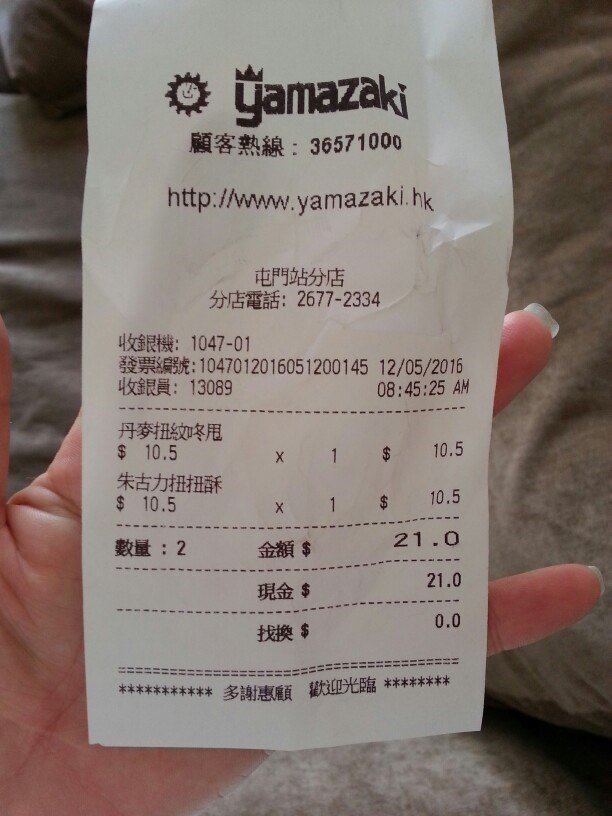 yamazaki
顧客熱線：36571000
http://www.yamazaki.hk
屯門站分店
分店電話: 2677-2334
收銀機: 1047-01
發票編號:1047012016051200145 12/05/2016
收銀員: 13089 08:45:25 AM
丹麥扭紋咚甩
$ 10.5 x 1 $ 10.5
朱古力扭扭酥
$ 10.5 x 1 $ 10.5
數量 : 2 金額 $ 21.0
現金 $ 21.0
找換 $ 0.0
*********** 多謝惠顧 歡迎光臨 ********